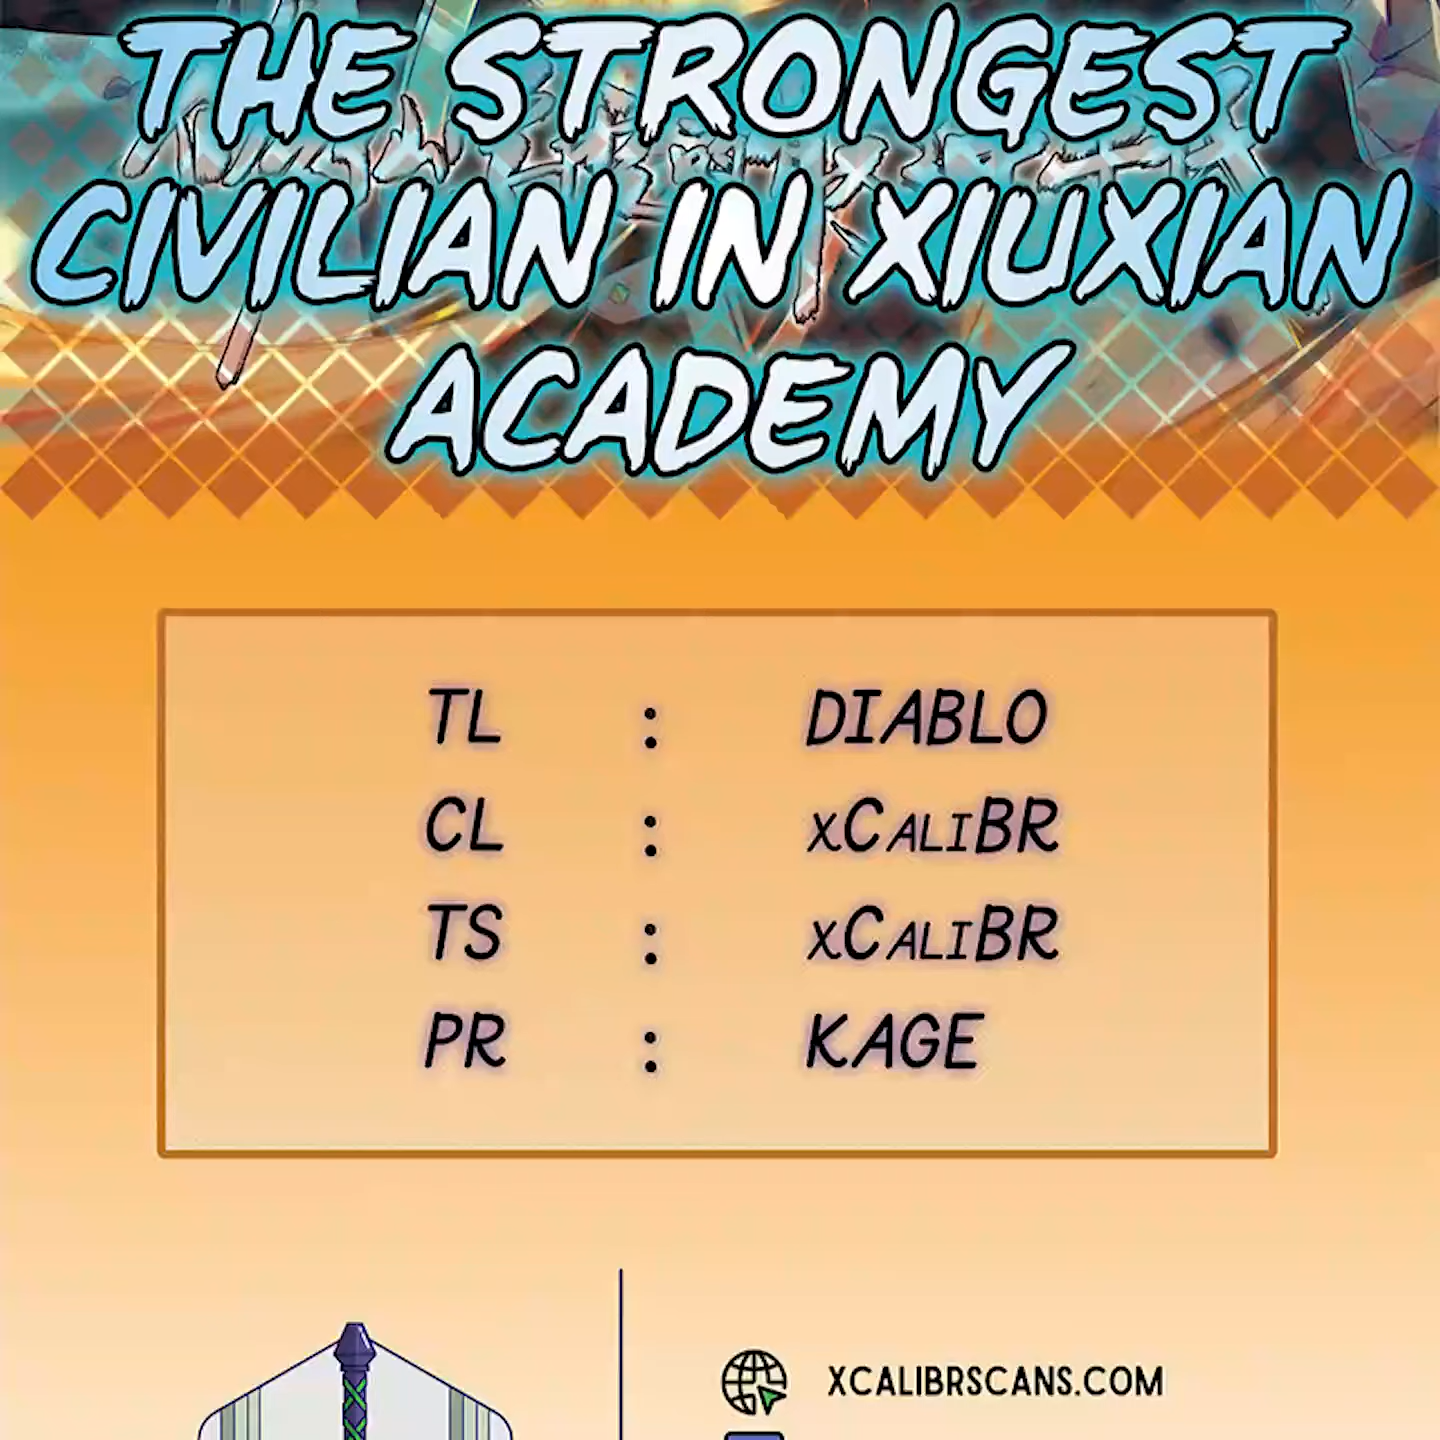 THE STRONGEST
CIVILIAN IN XIUXIAN
ACADEMY
TL : DIABLO
CL : xCALIBR
TS : xCALIBR
PR : KAGE
XCALIBRSCANS.COM